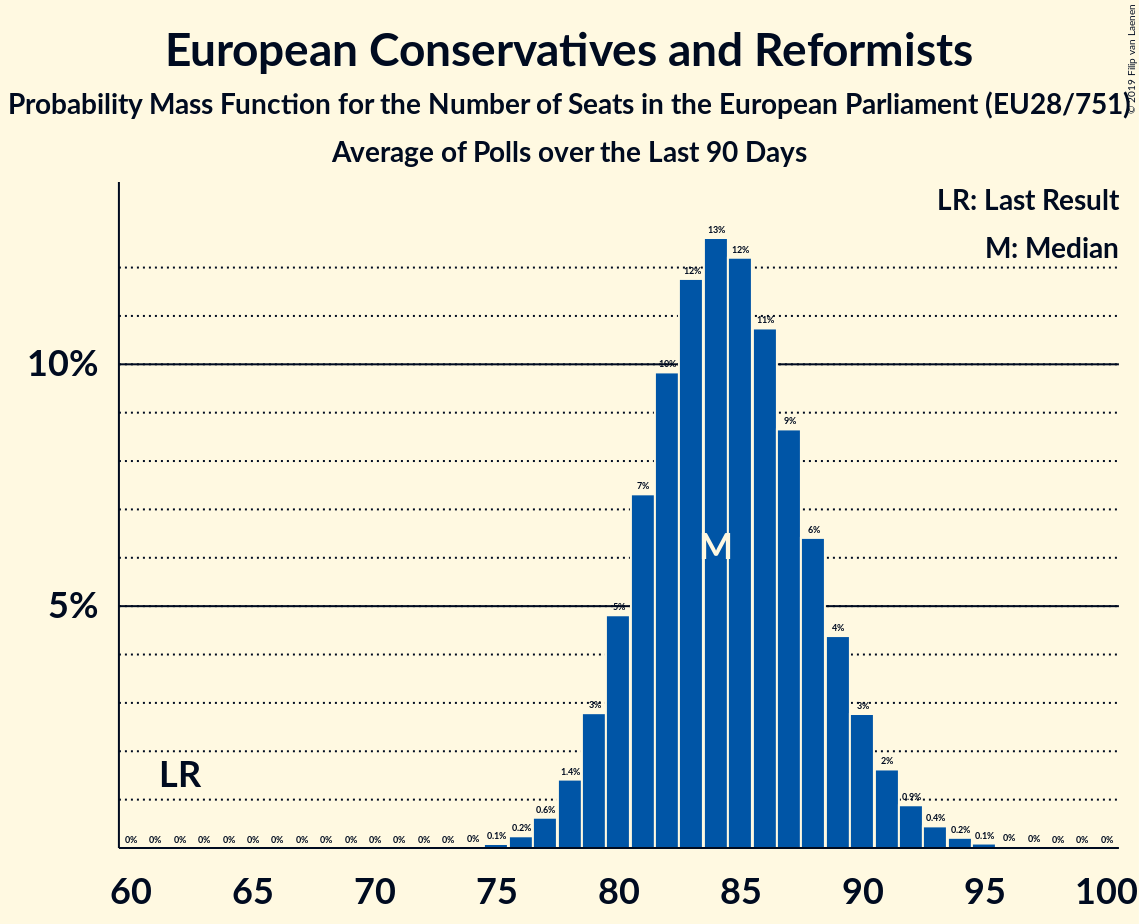 European Conservatives and Reformists
Probability Mass Function for the Number of Seats in the European Parliament (EU28/751)
Average of Polls over the Last 90 Days
© 2019 Filip van Laenen
LR: Last Result
M: Median
10%
5%
0% 0% 0% 0% 0% 0% 0% 0% 0% 0% 0% 0% 0% 0% 0% 0.1% 0.2% 0.6% 1.4% 3% 5% 7% 10% 12% 13% 12% 11% 9% 6% 4% 3% 2% 0.9% 0.4% 0.2% 0.1% 0% 0% 0% 0% 0%
M
LR
60 65 70 75 80 85 90 95 100